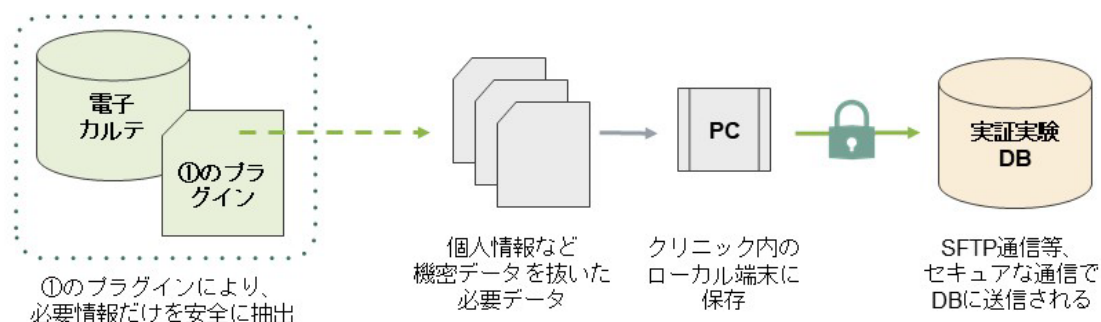 電子
カルテ
①のプラ
グイン
PC
実証実験
DB
①のプラグインにより、
必要情報だけを安全に抽出
個人情報など
機密データを抜いた
必要データ
クリニック内の
ローカル端末に
保存
SFTP通信等、
セキュアな通信で
DBに送信される